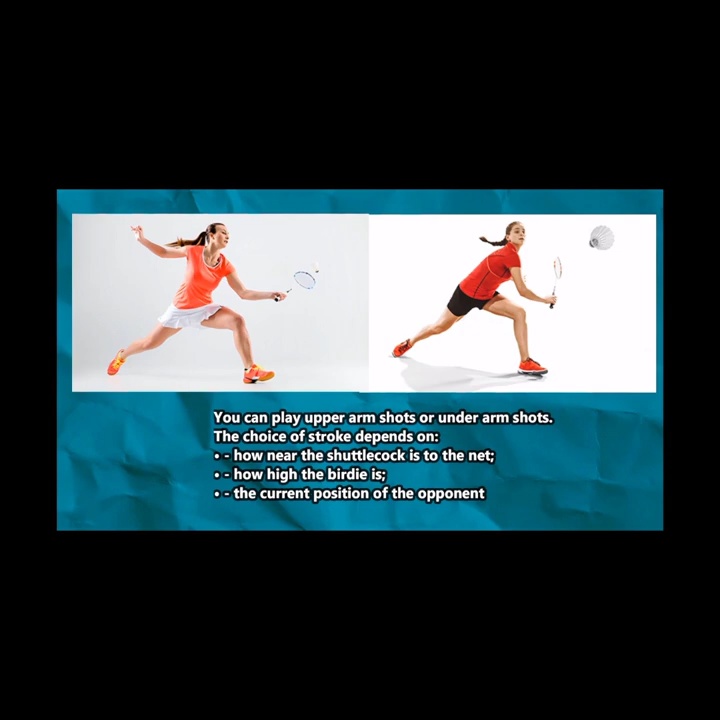 You can play upper arm shots or under arm shots.
The choice of stroke depends on:
• - how near the shuttlecock is to the net;
• - how high the birdie is;
• - the current position of the opponent